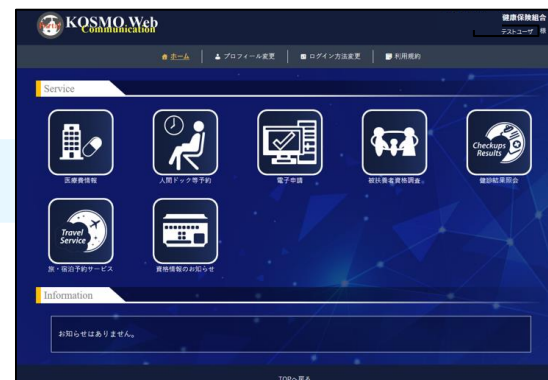 KOSMO Web
Communication
健康保険組合
テストユーザ 様
ホーム
プロフィール変更
ログイン方法変更
利用規約
Service
医療費情報
人間ドック等予約
電子申請
被扶養者資格調査
Checkups
Results
健診結果照会
Travel
Service
旅・宿泊予約サービス
資格情報のお知らせ
Information
お知らせはありません。
TOPへ戻る